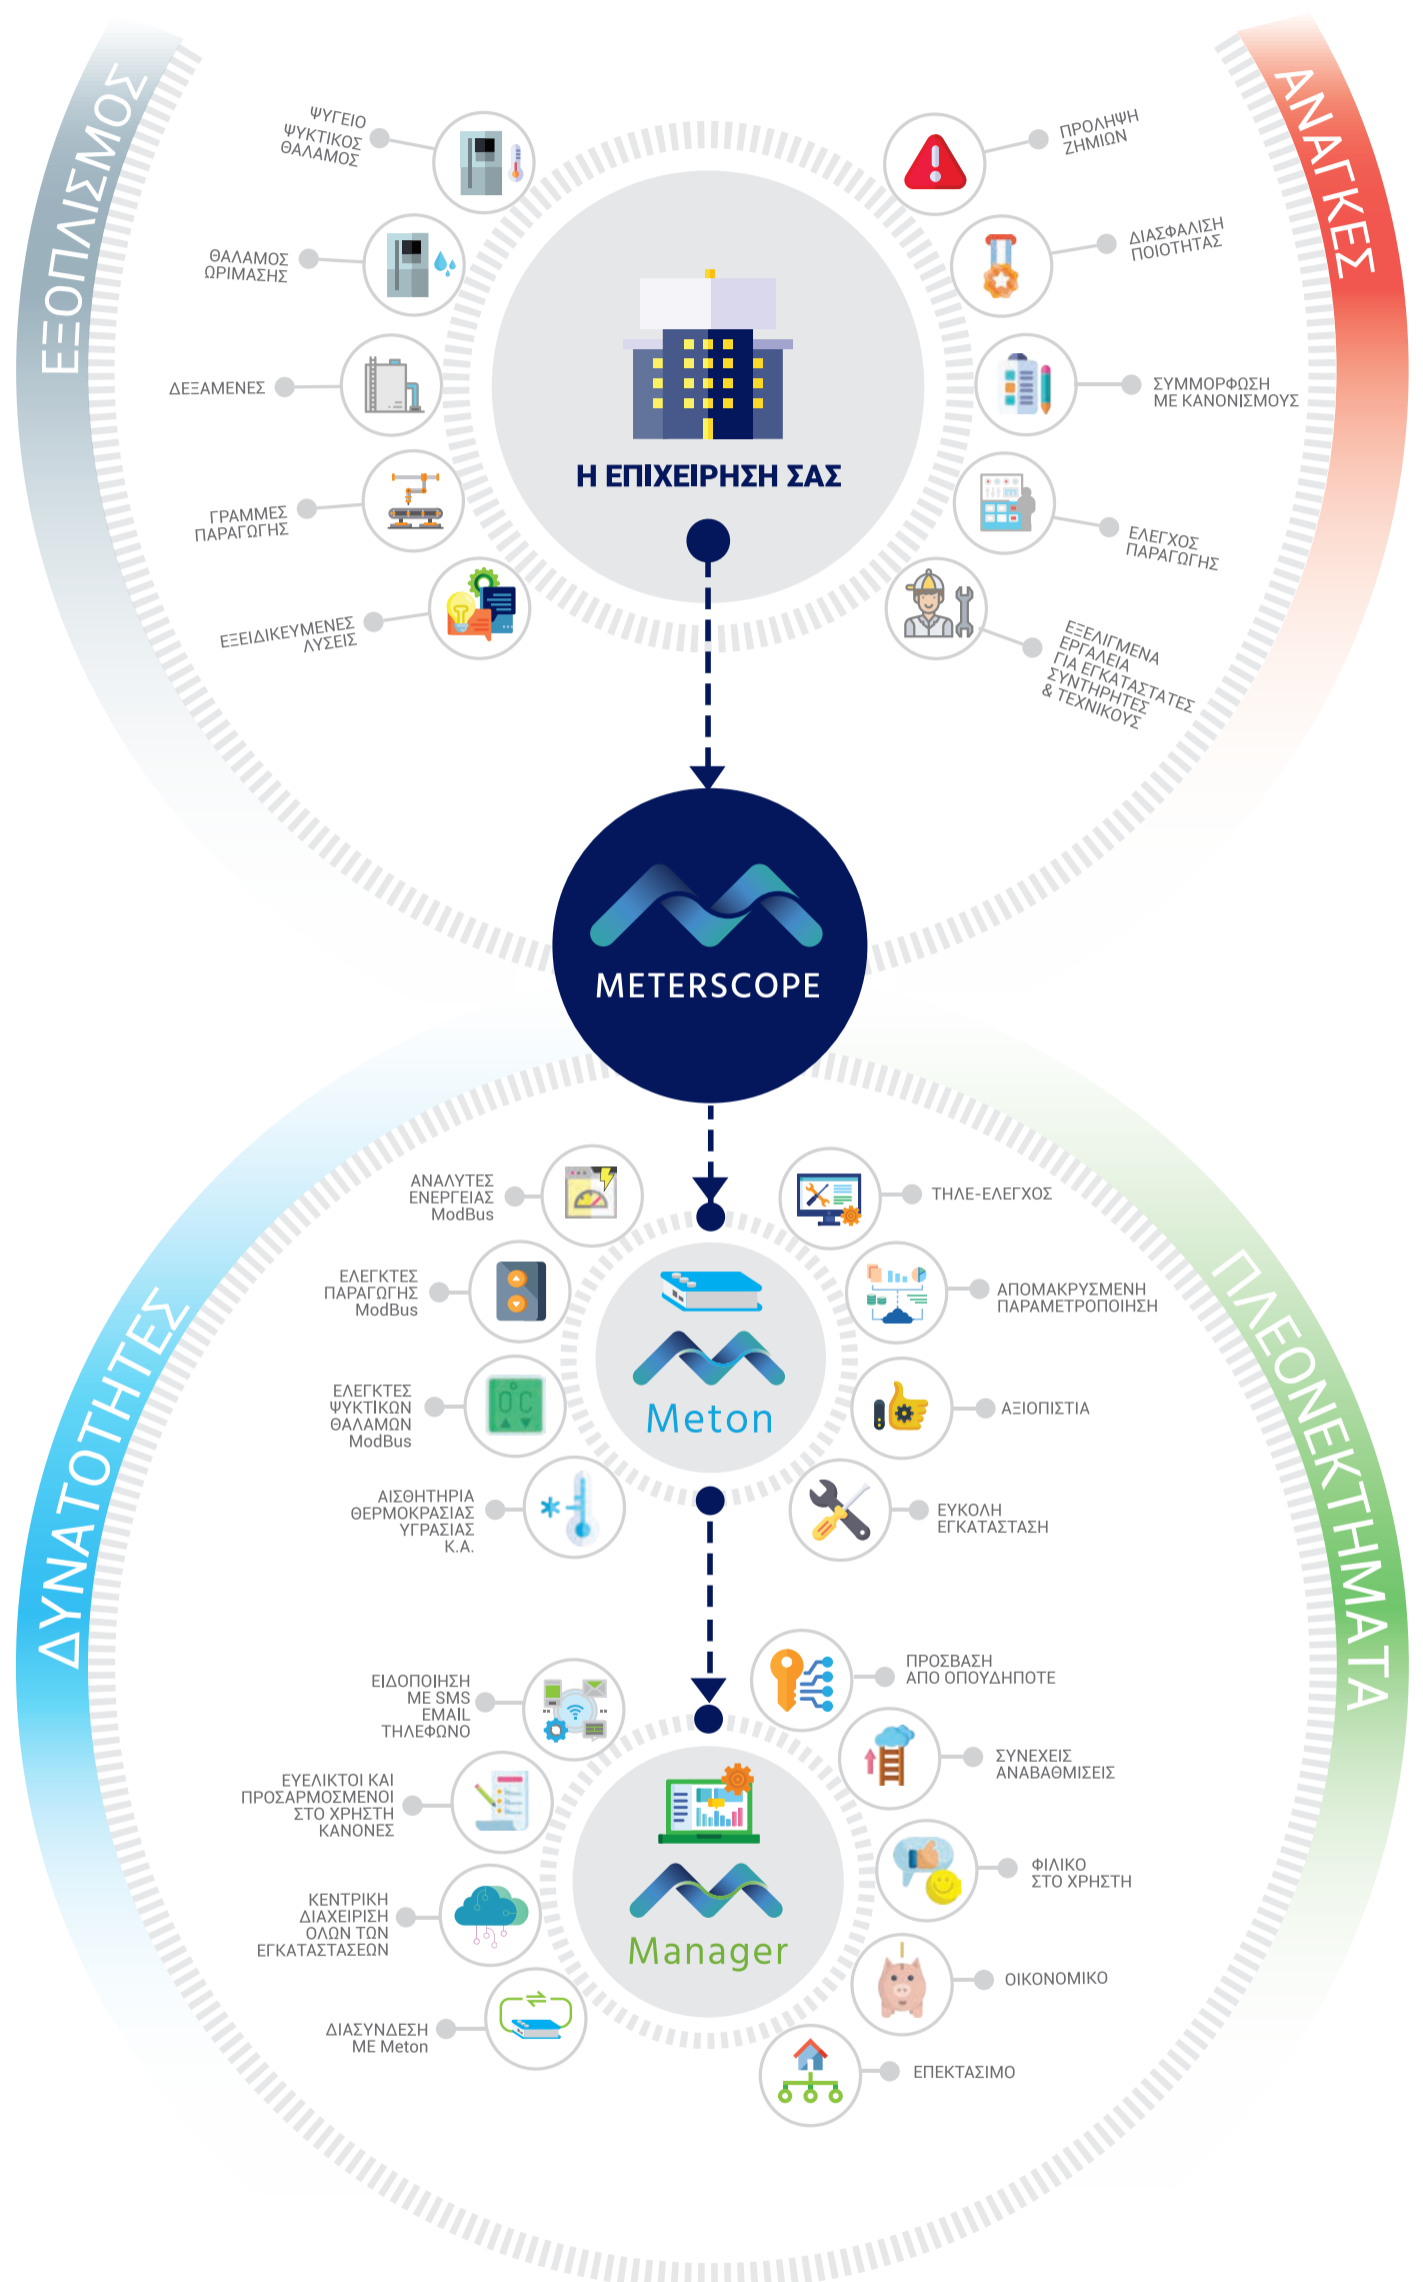 ΕΞΟΠΛΙΣΜΟΣ
ΑΝΑΓΚΕΣ
ΨΥΓΕΙΟ
ΨΥΚΤΙΚΟΣ
ΘΑΛΑΜΟΣ
ΘΑΛΑΜΟΣ
ΩΡΙΜΑΣΗΣ
ΔΕΞΑΜΕΝΕΣ
ΓΡΑΜΜΕΣ
ΠΑΡΑΓΩΓΗΣ
ΕΞΕΙΔΙΚΕΥΜΕΝΕΣ
ΛΥΣΕΙΣ
Η ΕΠΙΧΕΙΡΗΣΗ ΣΑΣ
ΠΡΟΛΗΨΗ
ΖΗΜΙΩΝ
ΔΙΑΣΦΑΛΙΣΗ
ΠΟΙΟΤΗΤΑΣ
ΣΥΜΜΟΡΦΩΣΗ
ΜΕ ΚΑΝΟΝΙΣΜΟΥΣ
ΕΛΕΓΧΟΣ
ΠΑΡΑΓΩΓΗΣ
ΕΞΕΛΙΓΜΕΝΑ
ΕΡΓΑΛΕΙΑ
ΓΙΑ ΕΓΚΑΤΑΣΤΑΤΕΣ
ΣΥΝΤΗΡΗΤΕΣ
& ΤΕΧΝΙΚΟΥΣ
METERSCOPE
ΔΥΝΑΤΟΤΗΤΕΣ
ΠΛΕΟΝΕΚΤΗΜΑΤΑ
ΑΝΑΛΥΤΕΣ
ΕΝΕΡΓΕΙΑΣ
ModBus
ΕΛΕΓΚΤΕΣ
ΠΑΡΑΓΩΓΗΣ
ModBus
ΕΛΕΓΚΤΕΣ
ΨΥΚΤΙΚΩΝ
ΘΑΛΑΜΩΝ
ModBus
0°C
ΑΙΣΘΗΤΗΡΙΑ
ΘΕΡΜΟΚΡΑΣΙΑΣ
ΥΓΡΑΣΙΑΣ
Κ.Α.
Meton
ΤΗΛΕ-ΕΛΕΓΧΟΣ
ΑΠΟΜΑΚΡΥΣΜΕΝΗ
ΠΑΡΑΜΕΤΡΟΠΟΙΗΣΗ
ΑΞΙΟΠΙΣΤΙΑ
ΕΥΚΟΛΗ
ΕΓΚΑΤΑΣΤΑΣΗ
ΕΙΔΟΠΟΙΗΣΗ
ΜΕ SMS
EMAIL
ΤΗΛΕΦΩΝΟ
ΕΥΕΛΙΚΤΟΙ ΚΑΙ
ΠΡΟΣΑΡΜΟΣΜΕΝΟΙ
ΣΤΟ ΧΡΗΣΤΗ
ΚΑΝΟΝΕΣ
ΚΕΝΤΡΙΚΗ
ΔΙΑΧΕΙΡΙΣΗ
ΟΛΩΝ ΤΩΝ
ΕΓΚΑΤΑΣΤΑΣΕΩΝ
ΔΙΑΣΥΝΔΕΣΗ
ΜΕ Meton
Manager
ΠΡΟΣΒΑΣΗ
ΑΠΟ ΟΠΟΥΔΗΠΟΤΕ
ΣΥΝΕΧΕΙΣ
ΑΝΑΒΑΘΜΙΣΕΙΣ
ΦΙΛΙΚΟ
ΣΤΟ ΧΡΗΣΤΗ
ΟΙΚΟΝΟΜΙΚΟ
ΕΠΕΚΤΑΣΙΜΟ